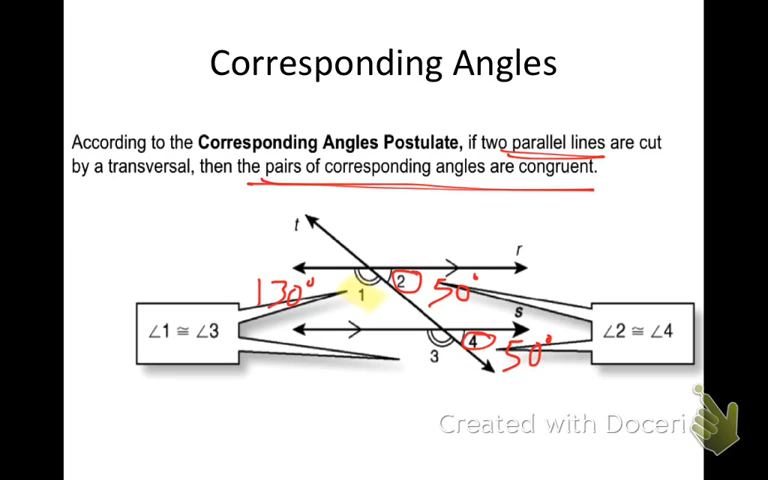 Corresponding Angles
According to the Corresponding Angles Postulate, if two parallel lines are cut
by a transversal, then the pairs of corresponding angles are congruent.
t
r
130°
1
2
50°
s
∠1 ≅ ∠3
∠2 ≅ ∠4
3
4
50°
Created with Doceri